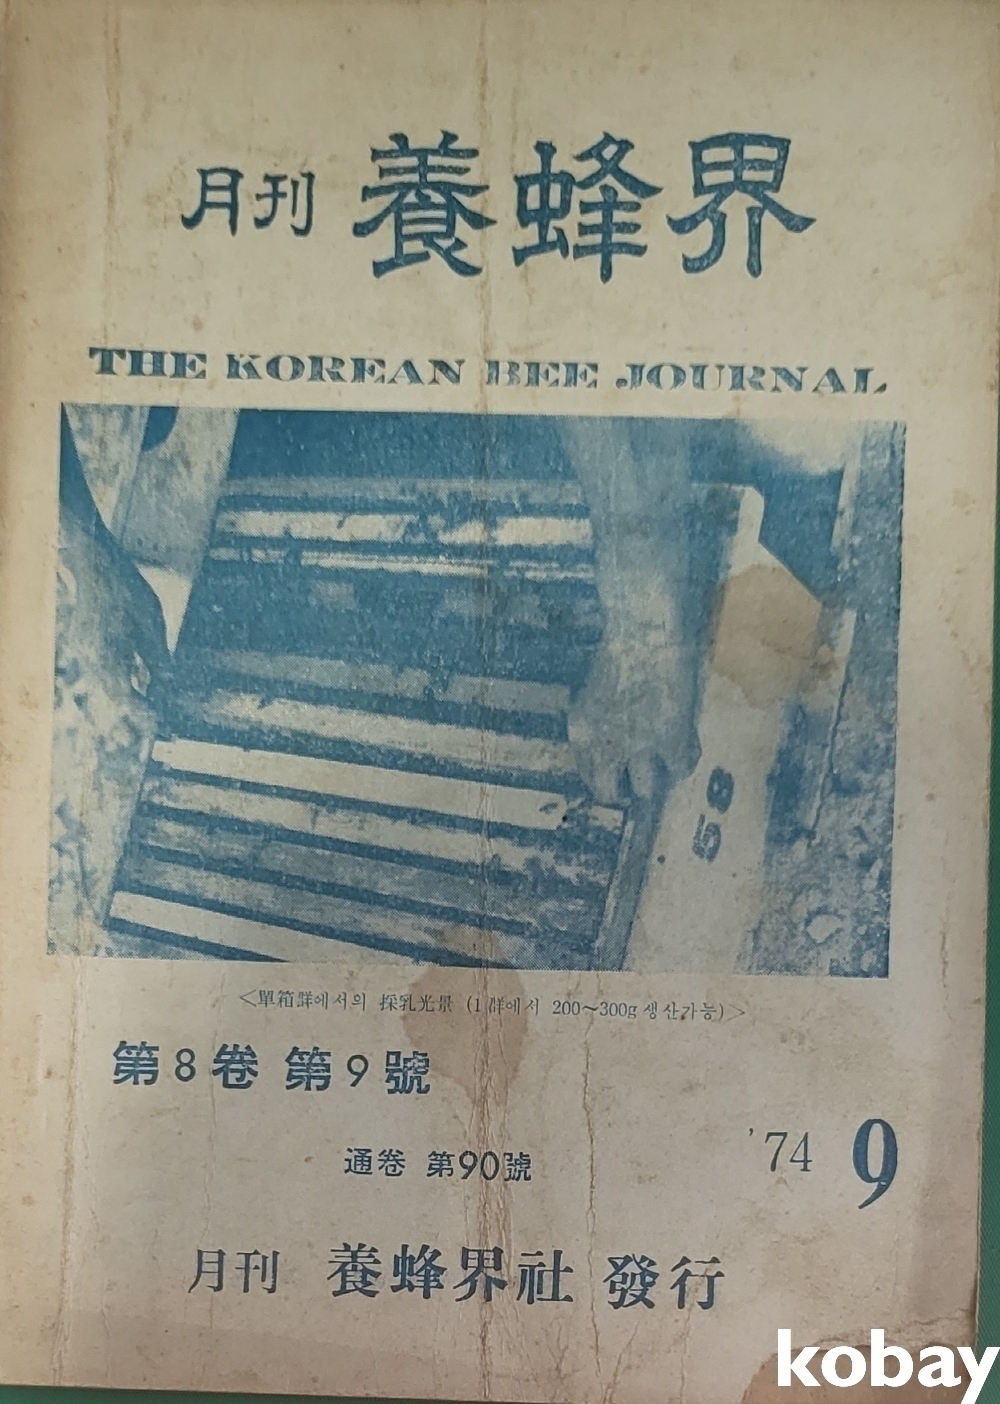 月刊 養蜂界
THE KOREAN BEE JOURNAL
58
<單箱群에서의 採乳光景 (1群에서 200~300g 생산가능)>
第8卷 第9號
通卷 第90號
'74 9
月刊 養蜂界社 發行
kobay